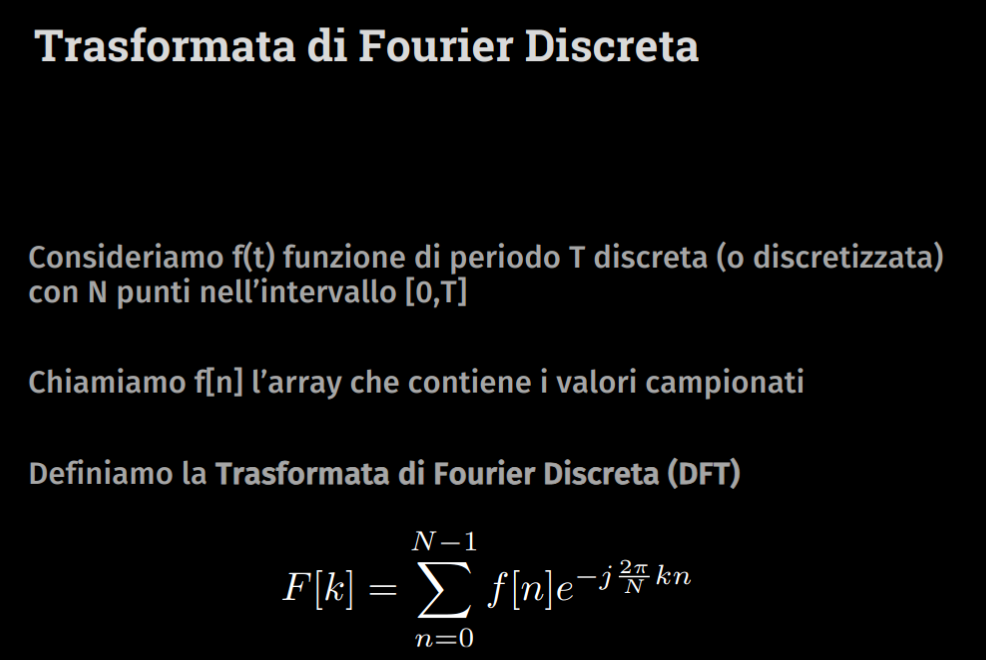 Trasformata di Fourier Discreta
Consideriamo f(t) funzione di periodo T discreta (o discretizzata)
con N punti nell'intervallo [0,T]
Chiamiamo f[n] l'array che contiene i valori campionati
Definiamo la Trasformata di Fourier Discreta (DFT)
F[k] = \sum_{n=0}^{N-1} f[n]e^{-j\frac{2\pi}{N}kn}